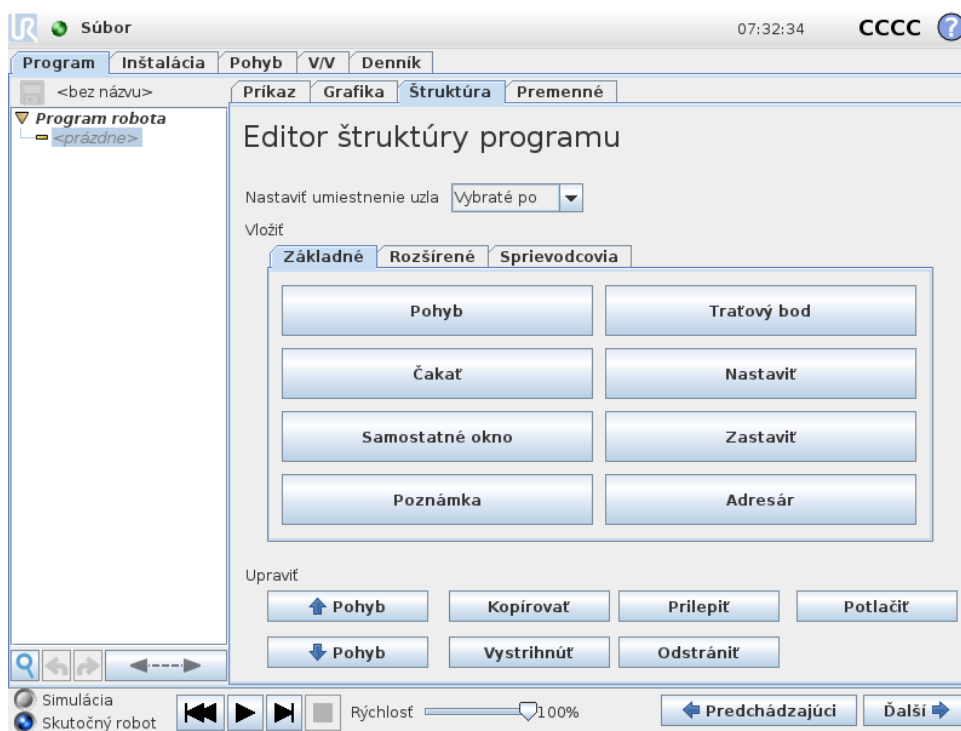 UR Súbor 07:32:34 CCCC ?
Program Inštalácia Pohyb V/V Denník
<bez názvu> Príkaz Grafika Štruktúra Premenné
Program robota
<prázdne>
Editor štruktúry programu
Nastaviť umiestnenie uzla Vybraté po
Vložiť
Základné Rozšírené Sprievodcovia
Pohyb Traťový bod
Čakať Nastaviť
Samostatné okno Zastaviť
Poznámka Adresár
Upraviť
Pohyb Kopírovať Prilepiť Potlačiť
Pohyb Vystrihnúť Odstrániť
Simulácia
Skutočný robot Rýchlosť 100% Predchádzajúci Ďalší